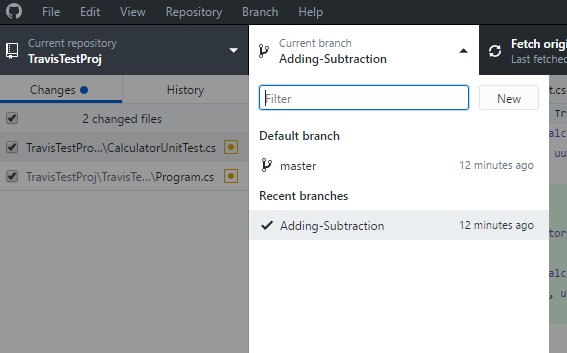 File Edit View Repository Branch Help
Current repository
TravisTestProj
Current branch
Adding-Subtraction
Fetch origi
Last fetched
Changes
History
2 changed files
TravisTestPro...\CalculatorUnitTest.cs
TravisTestProj\TravisTe...\Program.cs
Filter
New
Default branch
master 12 minutes ago
Recent branches
Adding-Subtraction 12 minutes ago